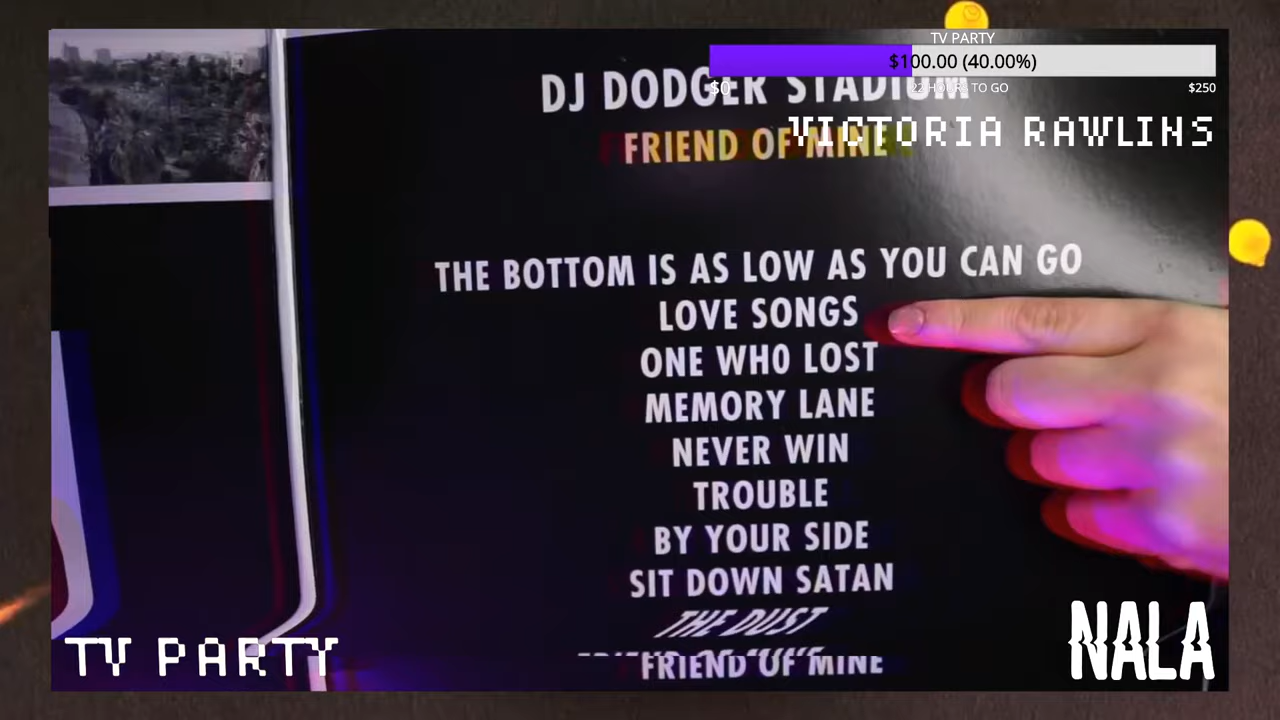 TV PARTY
$100.00 (40.00%)
$0
TO GO
$250
DJ DODGER STADIUM
VICTORIA RAWLINS
FRIEND OF MINE
THE BOTTOM IS AS LOW AS YOU CAN GO
LOVE SONGS
ONE WHO LOST
MEMORY LANE
NEVER WIN
TROUBLE
BY YOUR SIDE
SIT DOWN SATAN
THE DUST
FRIEND OF MINE
TV PARTY
NALA